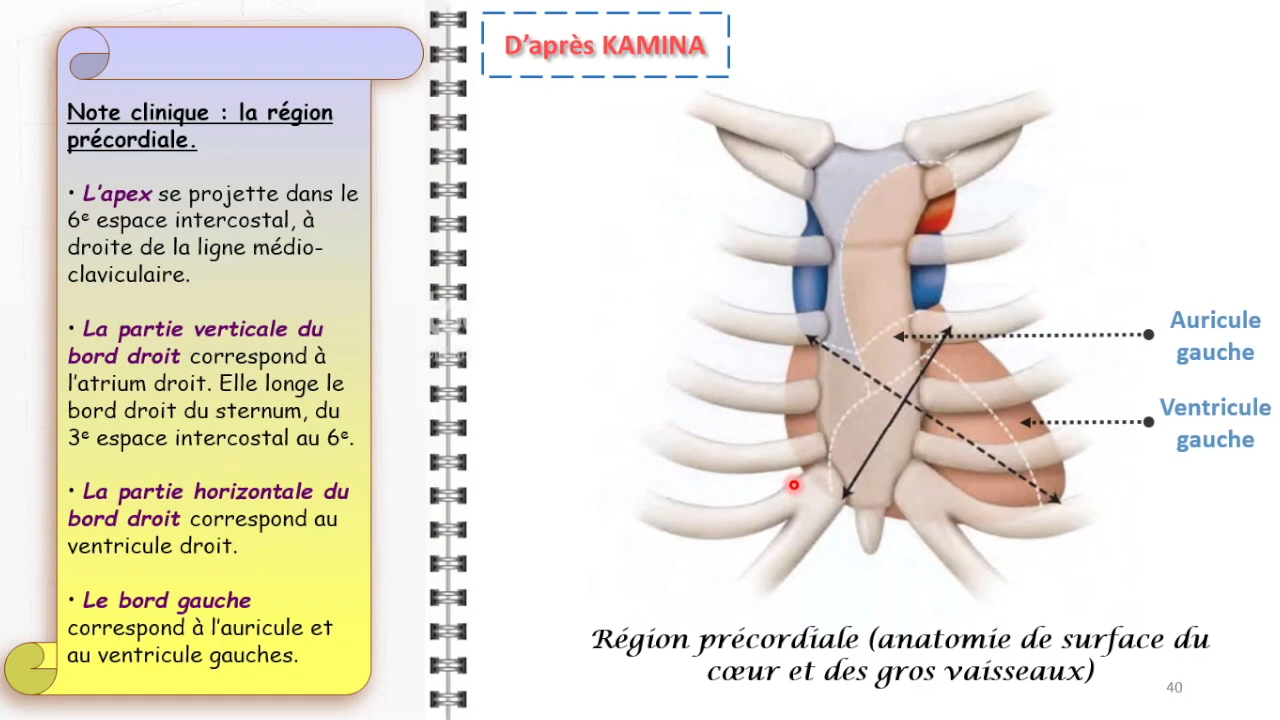 D'après KAMINA
Note clinique : la région
précordiale.
• L'apex se projette dans le
6e espace intercostal, à
droite de la ligne médio-
claviculaire.
• La partie verticale du
bord droit correspond à
l'atrium droit. Elle longe le
bord droit du sternum, du
3e espace intercostal au 6e.
• La partie horizontale du
bord droit correspond au
ventricule droit.
• Le bord gauche
correspond à l'auricule et
au ventricule gauches.
Auricule
gauche
Ventricule
gauche
Région précordiale (anatomie de surface du
cœur et des gros vaisseaux)
40